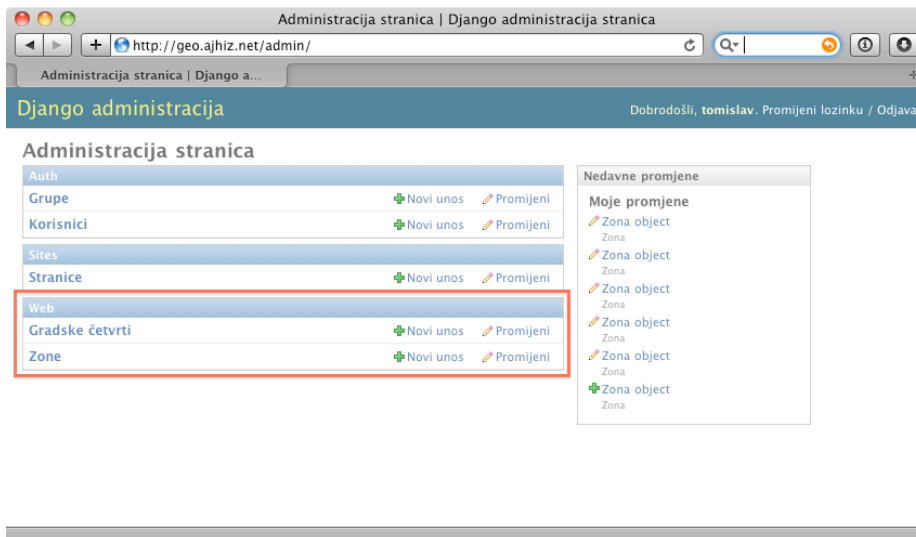 Administracija stranica | Django administracija stranica
http://geo.ajhiz.net/admin/
Administracija stranica | Django a...
Django administracija
Dobrodošli, tomislav. Promijeni lozinku / Odjava
Administracija stranica
Auth
Grupe Novi unos Promijeni
Korisnici Novi unos Promijeni
Sites
Stranice Novi unos Promijeni
Web
Gradske četvrti Novi unos Promijeni
Zone Novi unos Promijeni
Nedavne promjene
Moje promjene
Zona object
Zona
Zona object
Zona
Zona object
Zona
Zona object
Zona
Zona object
Zona
Zona object
Zona